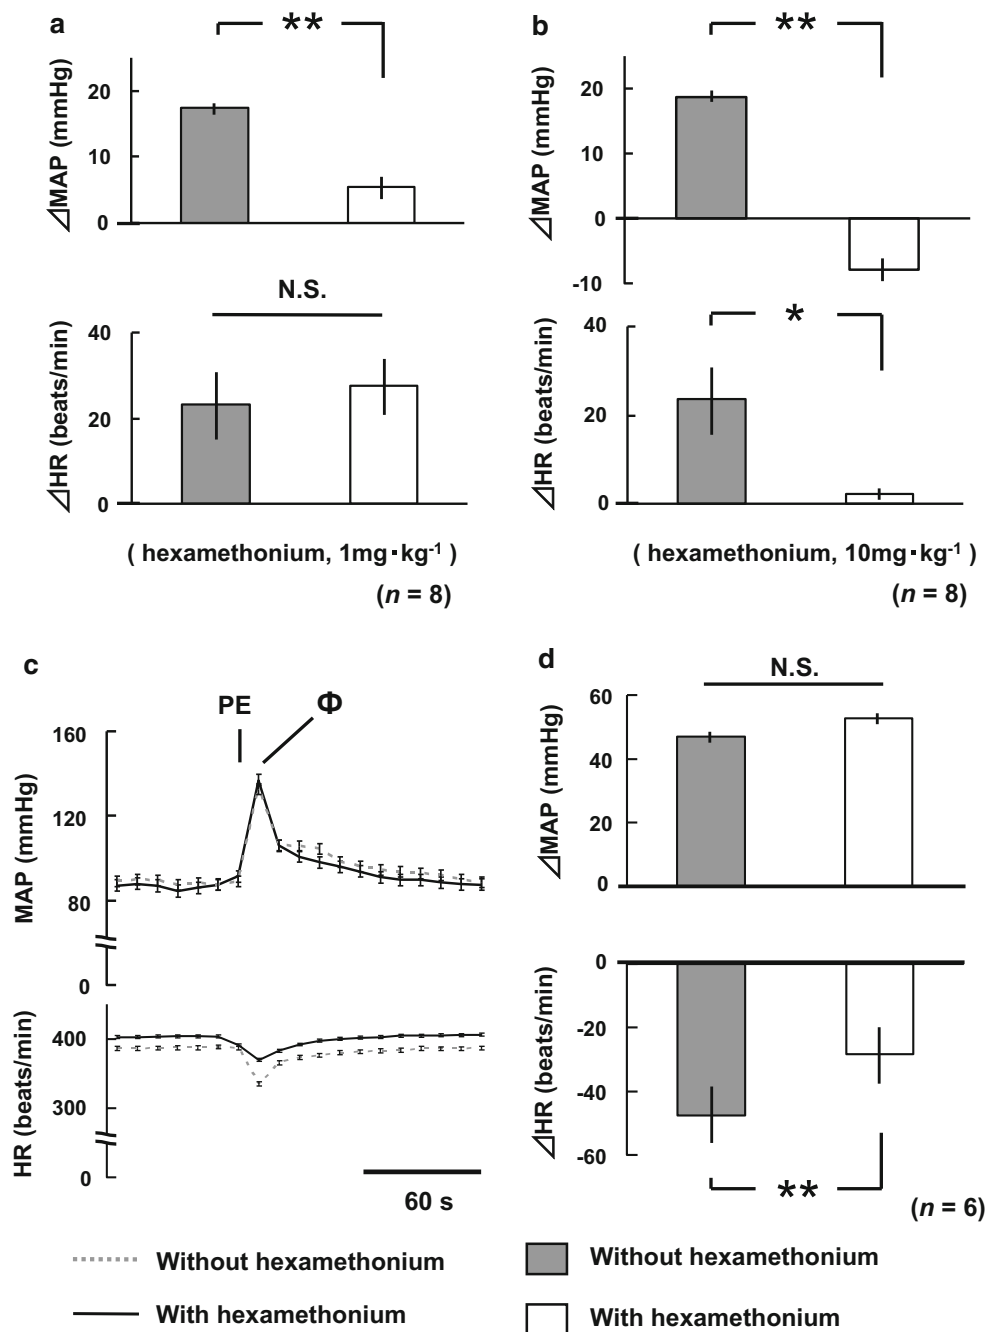 a
**
⊿MAP (mmHg)
20
10
0
N.S.
⊿HR (beats/min)
40
20
0
( hexamethonium, 1mg·kg⁻¹ )
(n = 8)
b
**
⊿MAP (mmHg)
20
10
0
-10
*
⊿HR (beats/min)
40
20
0
( hexamethonium, 10mg·kg⁻¹ )
(n = 8)
c
PE
Φ
MAP (mmHg)
160
120
80
0
HR (beats/min)
400
300
0
60 s
d
N.S.
⊿MAP (mmHg)
60
40
20
0
⊿HR (beats/min)
0
-20
-40
-60
**
(n = 6)
Without hexamethonium
With hexamethonium
Without hexamethonium
With hexamethonium